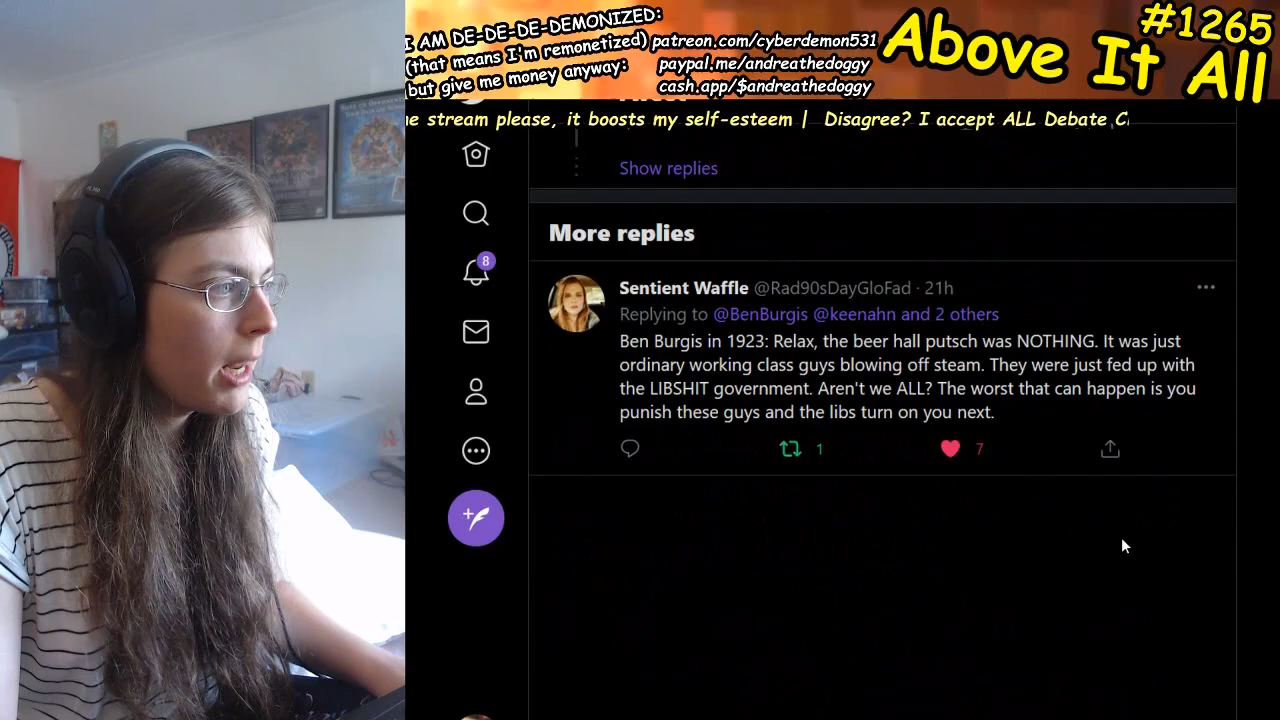 I AM DE-DE-DE-DEMONIZED:
(that means I'm remonetized)
but give me money anyway:
patreon.com/cyberdemon531
paypal.me/andreathedoggy
cash.app/$andreathedoggy
Above It All
#1265
stream please, it boosts my self-esteem | Disagree? I accept ALL Debate
Show replies
More replies
8
Sentient Waffle @Rad90sDayGloFad · 21h
Replying to @BenBurgis @keenahn and 2 others
Ben Burgis in 1923: Relax, the beer hall putsch was NOTHING. It was just
ordinary working class guys blowing off steam. They were just fed up with
the LIBSHIT government. Aren't we ALL? The worst that can happen is you
punish these guys and the libs turn on you next.
1
7